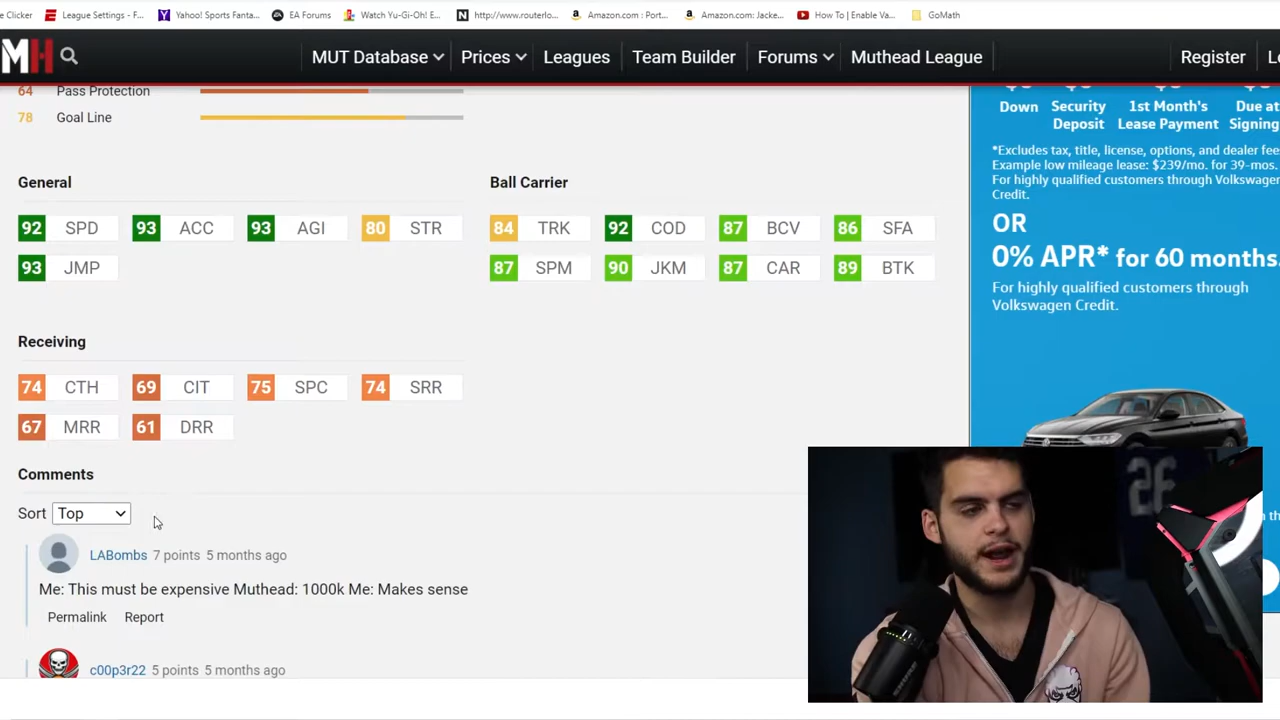 e Clicker League Settings - F... Yahoo! Sports Fanta... EA Forums Watch Yu-Gi-Oh! E... http://www.routerlo... Amazon.com : Port... Amazon.com: Jacke... How To | Enable Va... GoMath
MH MUT Database Prices Leagues Team Builder Forums Muthead League Register
64 Pass Protection
78 Goal Line
General
92 SPD 93 ACC 93 AGI 80 STR
93 JMP
Ball Carrier
84 TRK 92 COD 87 BCV 86 SFA
87 SPM 90 JKM 87 CAR 89 BTK
Receiving
74 CTH 69 CIT 75 SPC 74 SRR
67 MRR 61 DRR
Comments
Sort Top
LABombs 7 points 5 months ago
Me: This must be expensive Muthead: 1000k Me: Makes sense
Permalink Report
c00p3r22 5 points 5 months ago
Down Security Deposit 1st Month's Lease Payment Due at Signing
*Excludes tax, title, license, options, and dealer fee
Example low mileage lease: $239/mo. for 39-mos.
For highly qualified customers through Volkswagen
Credit.
OR
0% APR* for 60 months.
For highly qualified customers through
Volkswagen Credit.
26